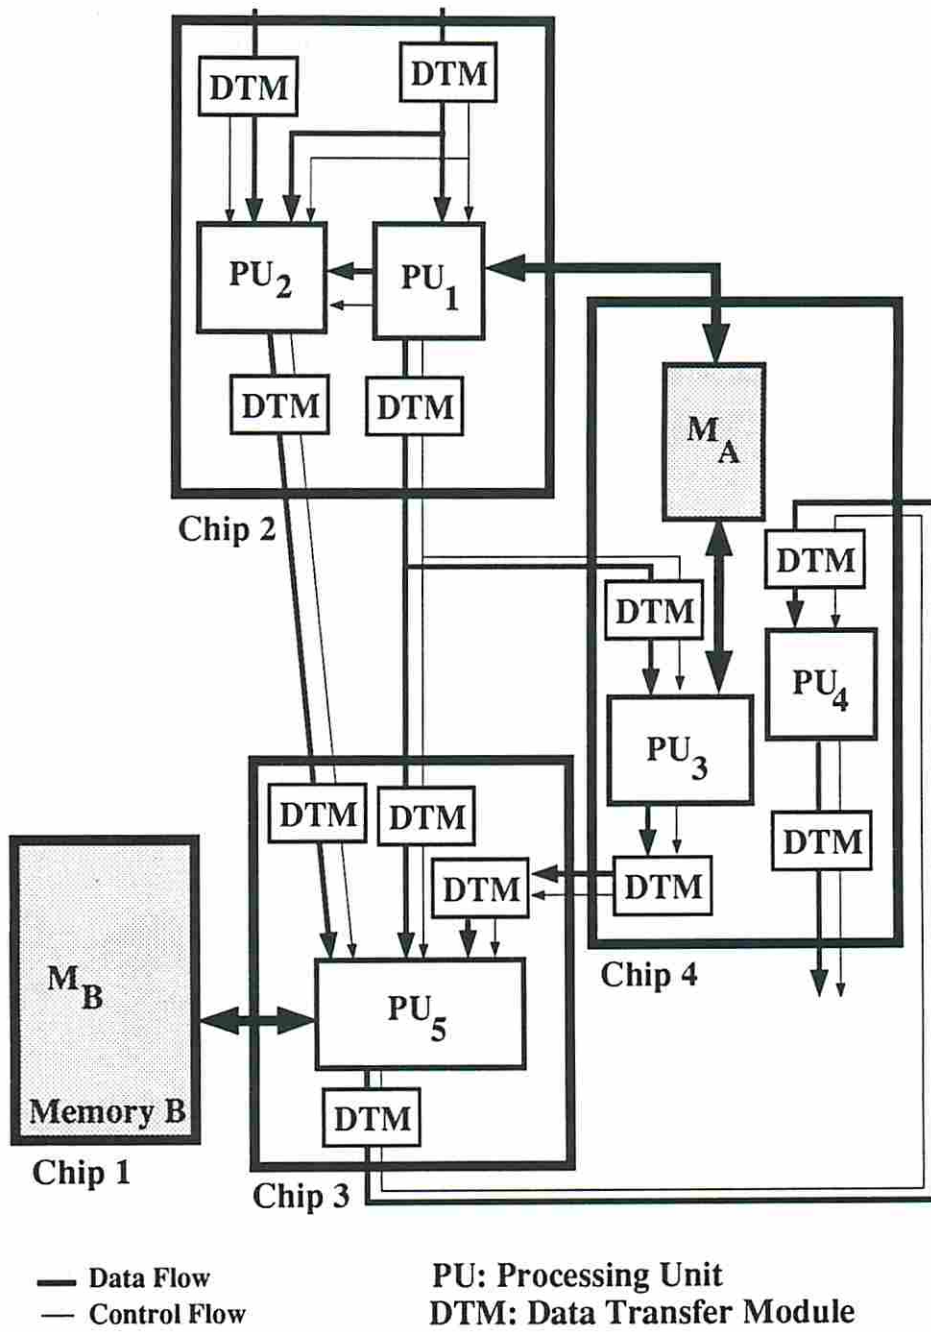 DTM
DTM
PU2
PU1
DTM
DTM
Chip 2
MA
DTM
DTM
PU4
PU3
DTM
DTM
DTM
DTM
DTM
Chip 4
MB
PU5
Memory B
DTM
Chip 1
Chip 3
Data Flow
Control Flow
PU: Processing Unit
DTM: Data Transfer Module